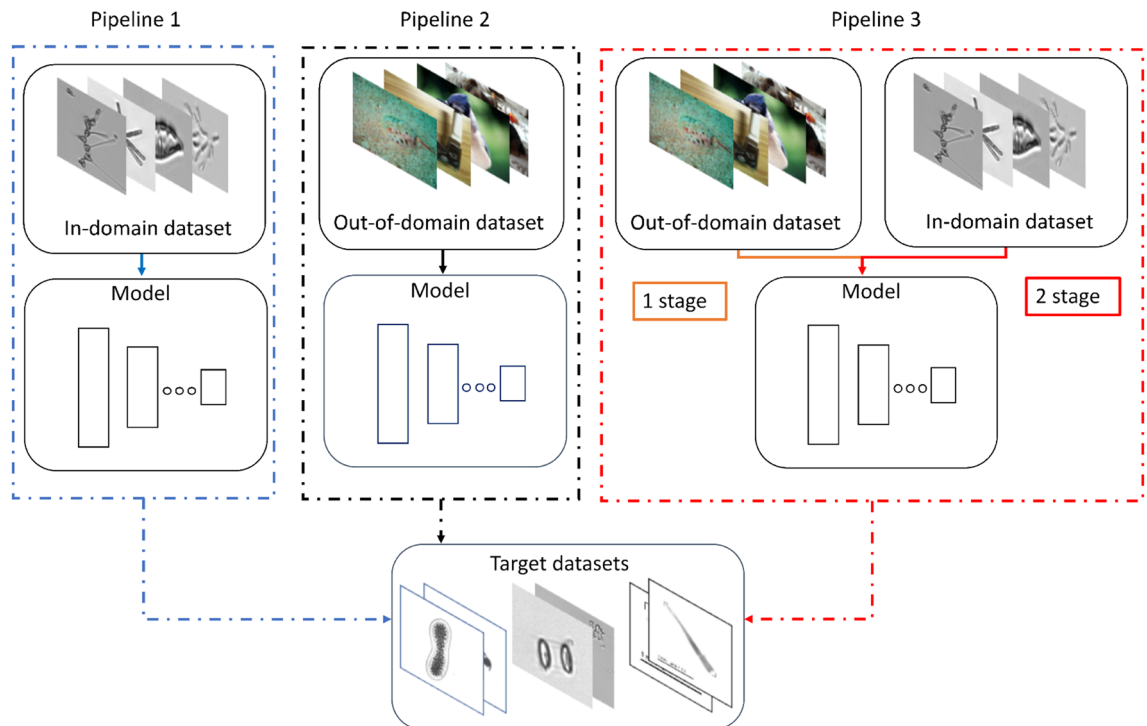 Pipeline 1
Pipeline 2
Pipeline 3
In-domain dataset
Out-of-domain dataset
Out-of-domain dataset
In-domain dataset
Model
Model
1 stage
Model
2 stage
Target datasets